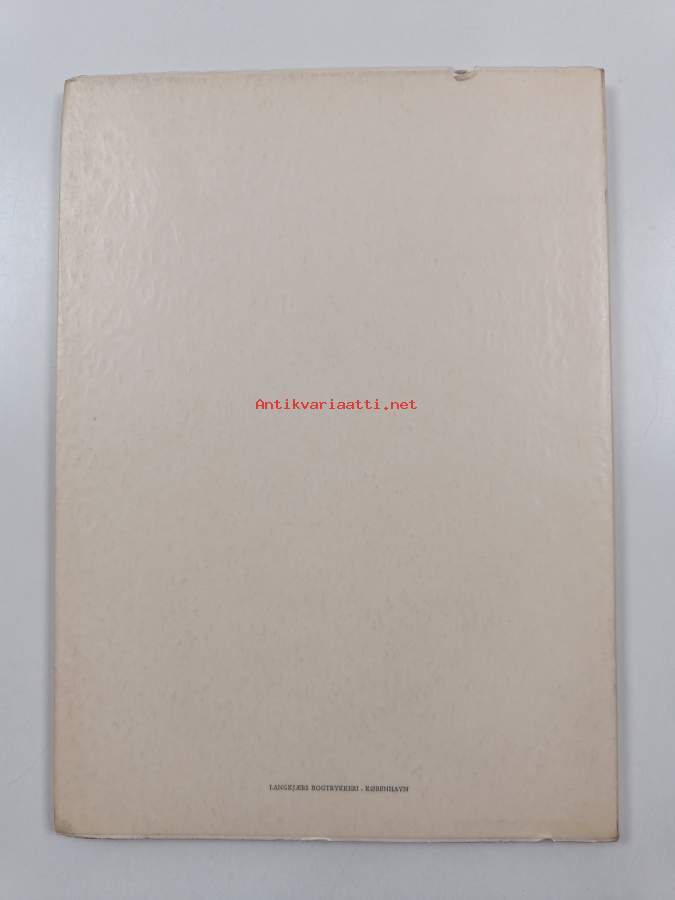 Antikvariaatti.net
LANGKJÆRS BOGTRYKKERI . KØBENHAVN